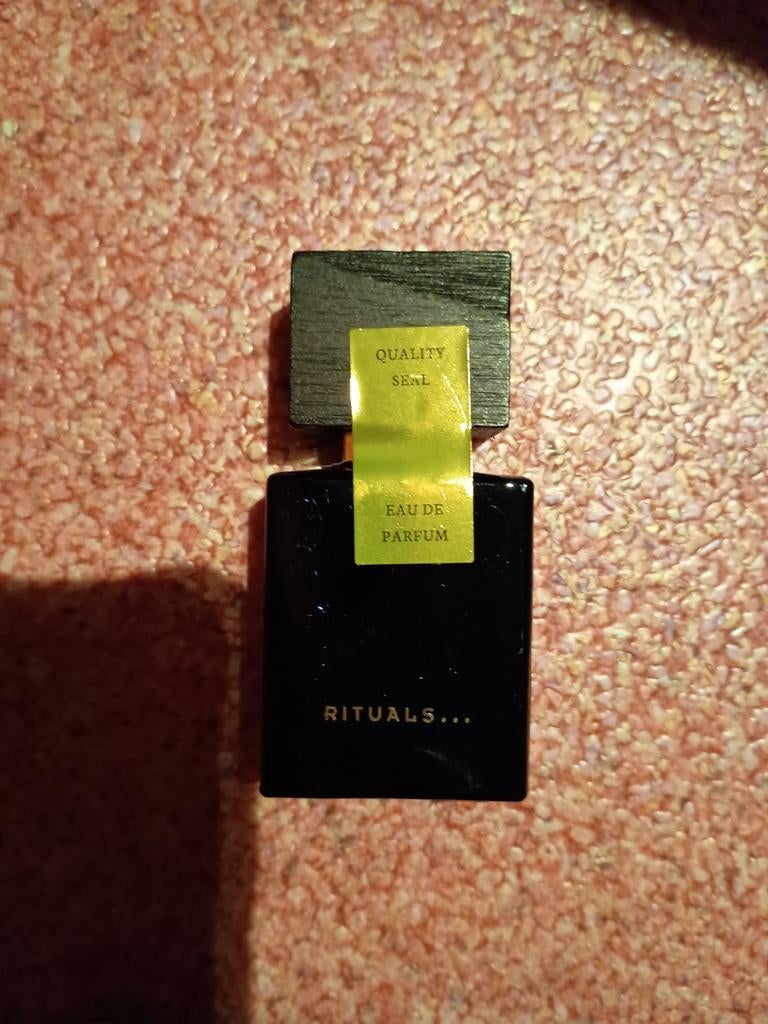 QUALITY
SEAL
EAU DE
PARFUM
RITUALS...